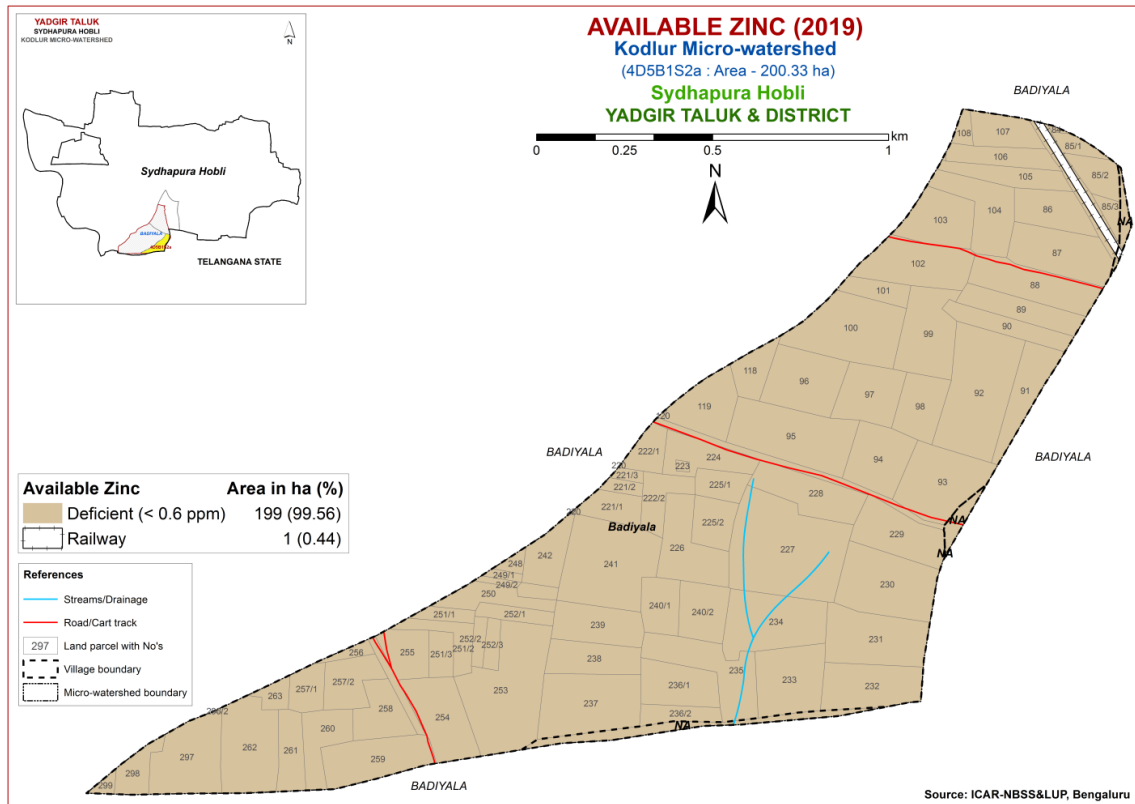 YADGIR TALUK
SYDHAPURA HOBLI
KODLUR MICRO-WATERSHED
N
Sydhapura Hobli
BADIYALA
4D5B1S2a
TELANGANA STATE
AVAILABLE ZINC (2019)
Kodlur Micro-watershed
(4D5B1S2a : Area - 200.33 ha)
Sydhapura Hobli
YADGIR TALUK & DISTRICT
km
0 0.25 0.5 1
N
BADIYALA
108 107 84 85/1
106 105 85/2
103 104 86 85/3 NA
102 87
101 88
89
100 99 90
118 96 97 98 92 91
119
120 95
BADIYALA 222/1 224 94 BADIYALA
220 223
221/3 225/1 228 93
221/2 222/2
221/1 Badiyala 225/2 NA
226 227 229
242 241 NA
248
249/1
249/2 230
250 240/1 240/2
251/1 252/1 239 234
252/2 252/3 231
256 255 251/3 251/2 238
235
257/2 253 236/1 233 232
263 257/1
258 254 237 236/2
260 NA
297 262 261 259
298
299
BADIYALA
Available Zinc Area in ha (%)
Deficient (< 0.6 ppm) 199 (99.56)
Railway 1 (0.44)
References
Streams/Drainage
Road/Cart track
297 Land parcel with No's
Village boundary
Micro-watershed boundary
Source: ICAR-NBSS&LUP, Bengaluru